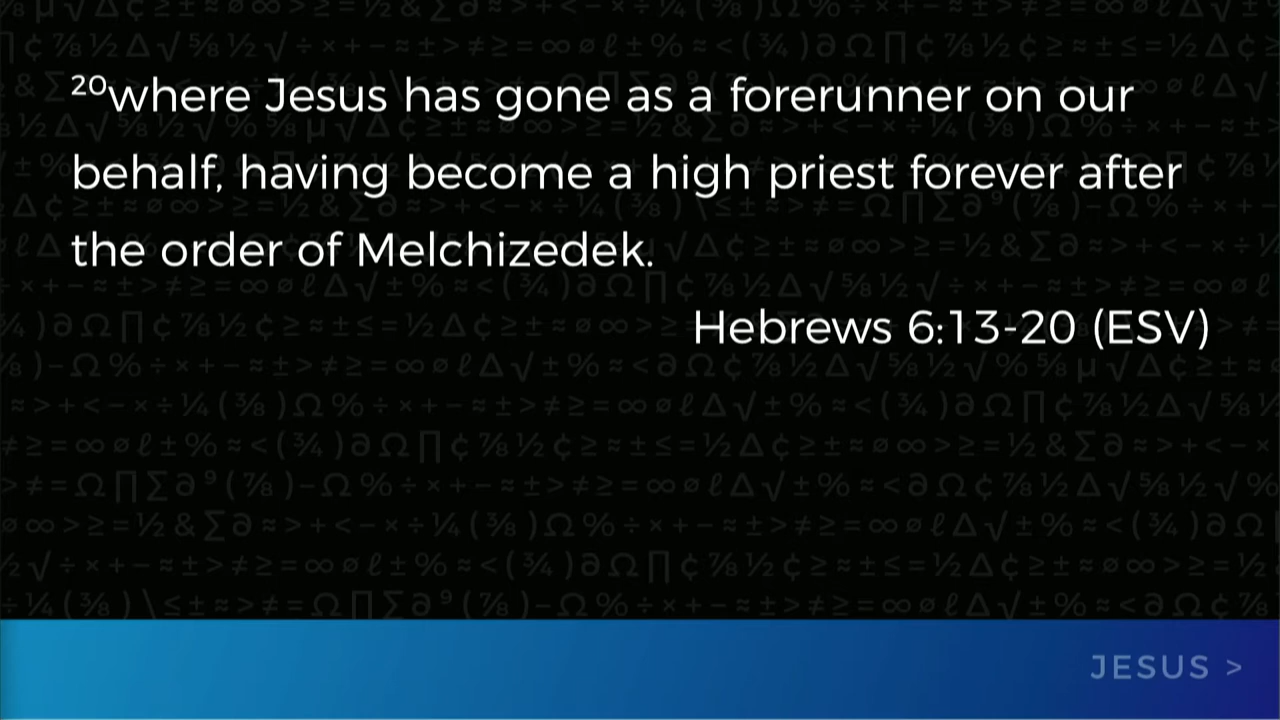 ²⁰where Jesus has gone as a forerunner on our
behalf, having become a high priest forever after
the order of Melchizedek.
Hebrews 6:13-20 (ESV)
JESUS >